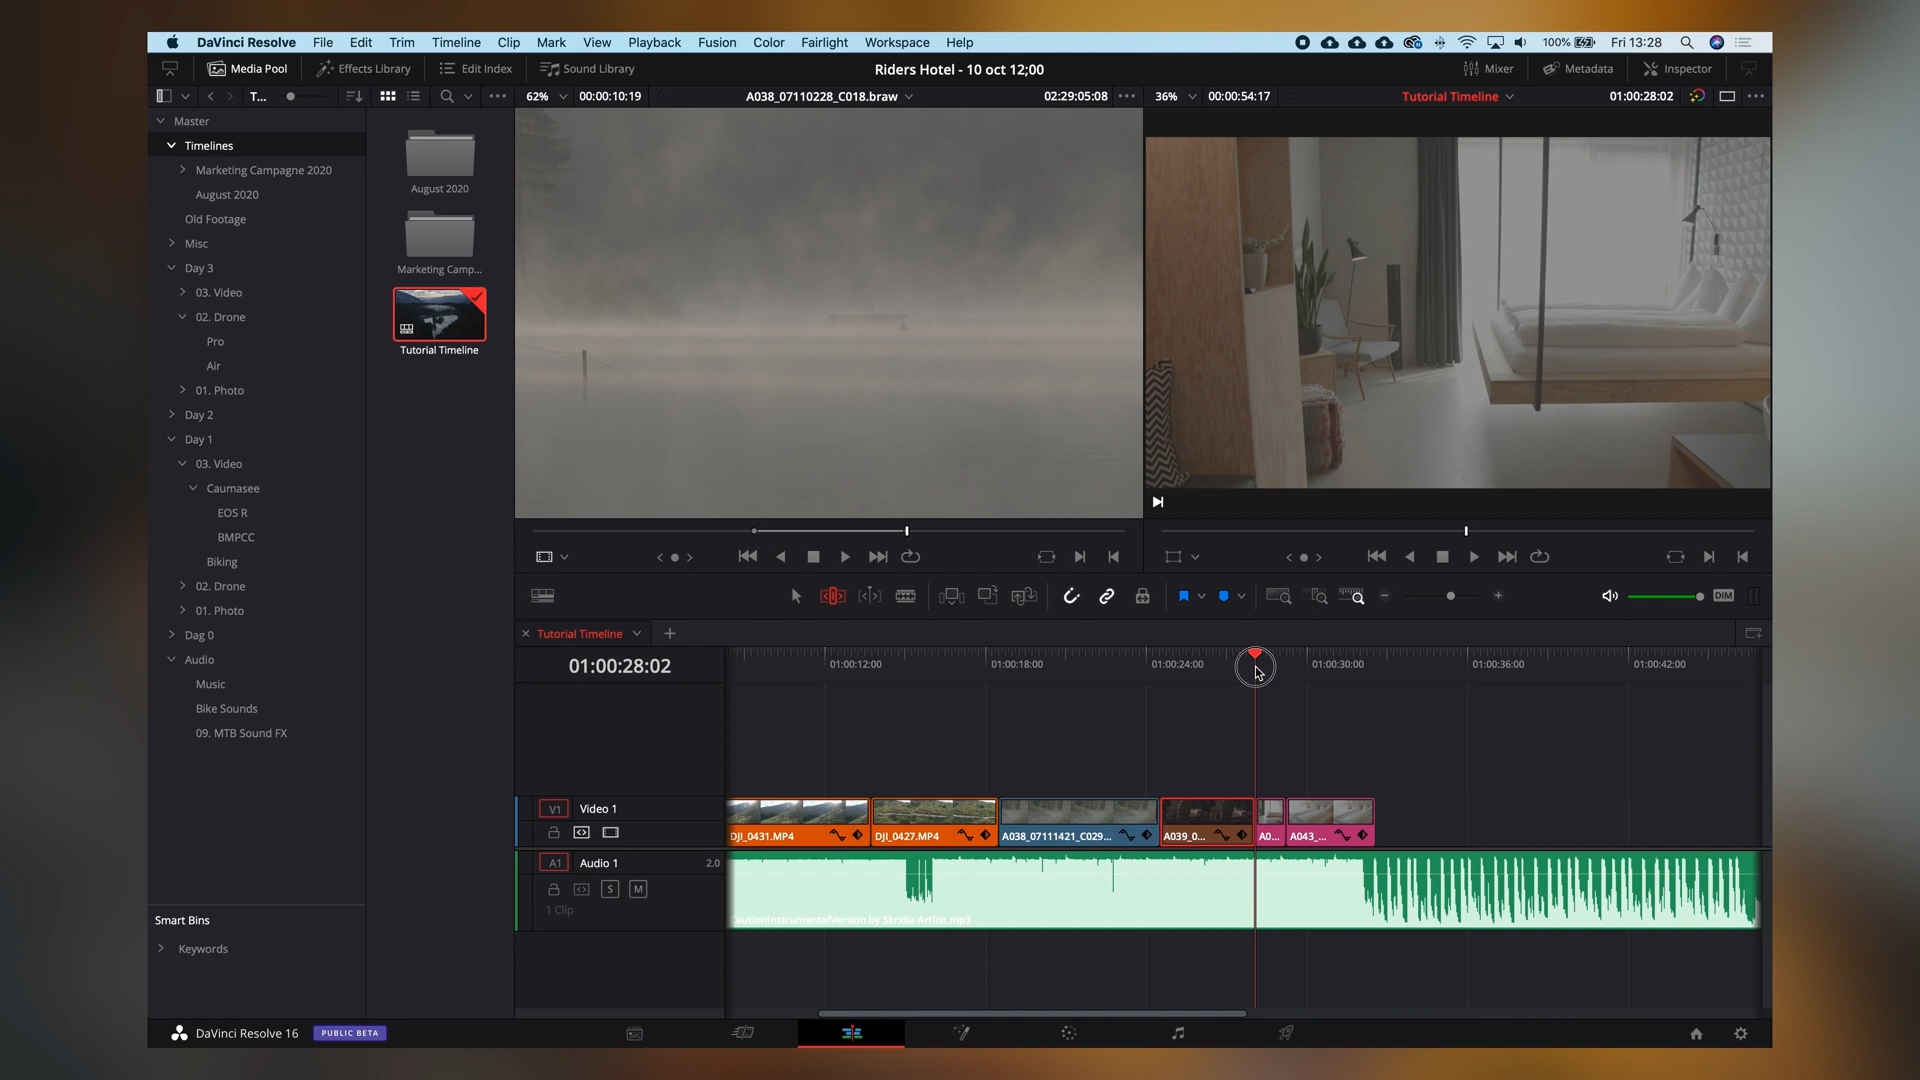 DaVinci Resolve File Edit Trim Timeline Clip Mark View Playback Fusion Color Fairlight Workspace Help 100% Fri 13:28
Media Pool Effects Library Edit Index Sound Library Riders Hotel - 10 oct 12;00 Mixer Metadata Inspector
T... 62% 00:00:10:19 A038_07110228_C018.braw 02:29:05:08 36% 00:00:54:17 Tutorial Timeline 01:00:28:02
Master
Timelines
Marketing Campagne 2020
August 2020
Old Footage
Misc
Day 3
03. Video
02. Drone
Pro
Air
01. Photo
Day 2
Day 1
03. Video
Caumasee
EOS R
BMPCC
Biking
02. Drone
01. Photo
Dag 0
Audio
Music
Bike Sounds
09. MTB Sound FX
Smart Bins
Keywords
August 2020
Marketing Camp...
Tutorial Timeline
DIM
Tutorial Timeline
01:00:28:02
01:00:12:00 01:00:18:00 01:00:24:00 01:00:30:00 01:00:36:00 01:00:42:00
V1 Video 1
DJI_0431.MP4 DJI_0427.MP4 A038_07111421_C029... A039_0... A0... A043_...
A1 Audio 1 2.0
S M
1 Clip
CautionInstrumentalVersion by Skrxlla Artlist.mp3
DaVinci Resolve 16 PUBLIC BETA